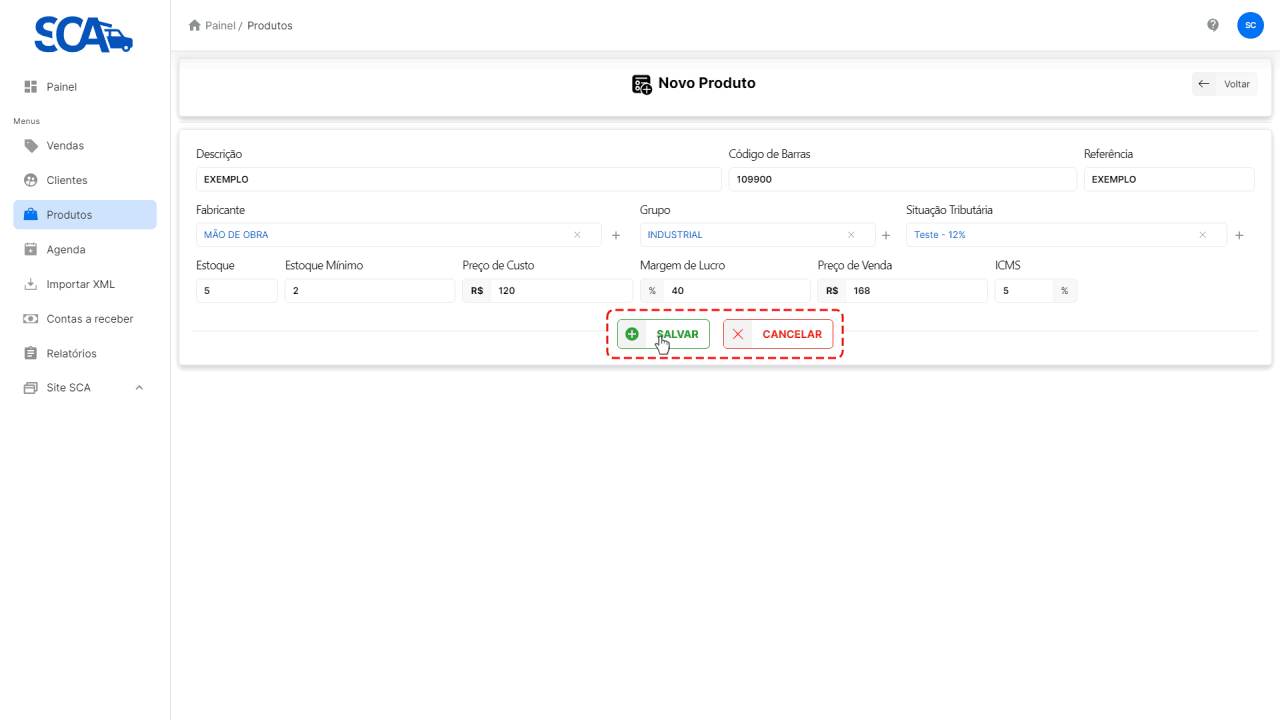 SCA
Painel / Produtos
SC
Painel
Menus
Vendas
Clientes
Produtos
Agenda
Importar XML
Contas a receber
Relatórios
Site SCA
Novo Produto
Voltar
Descrição Código de Barras Referência
EXEMPLO 109900 EXEMPLO
Fabricante Grupo Situação Tributária
MÃO DE OBRA × + INDUSTRIAL × + Teste - 12% × +
Estoque Estoque Mínimo Preço de Custo Margem de Lucro Preço de Venda ICMS
5 2 R$ 120 % 40 R$ 168 5 %
SALVAR CANCELAR